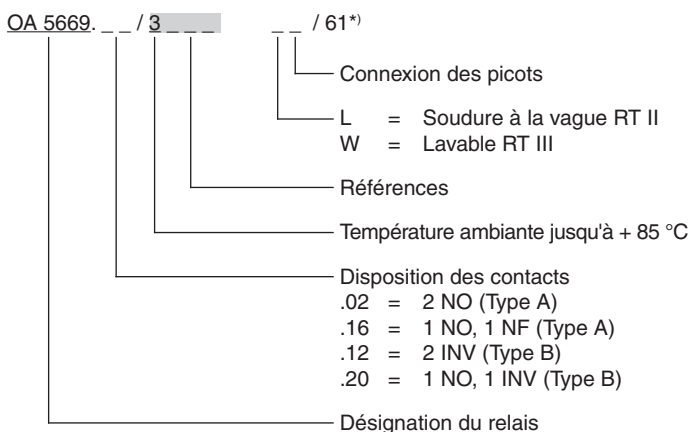 OA 5669. _ _ / 3 _ _ _ _ _ / 61*)
Connexion des picots
L = Soudure à la vague RT II
W = Lavable RT III
Références
Température ambiante jusqu'à + 85 °C
Disposition des contacts
.02 = 2 NO (Type A)
.16 = 1 NO, 1 NF (Type A)
.12 = 2 INV (Type B)
.20 = 1 NO, 1 INV (Type B)
Désignation du relais